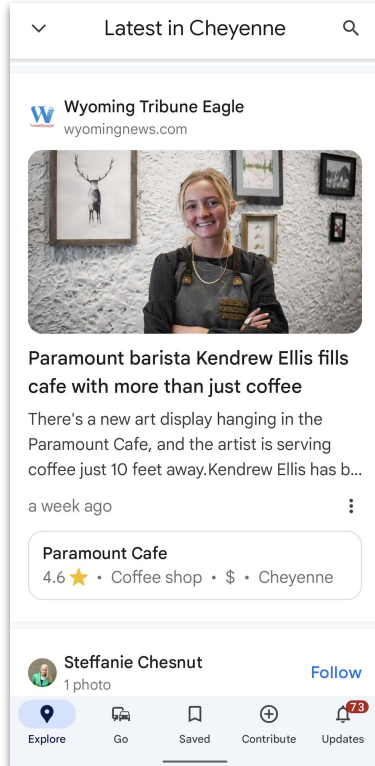 Latest in Cheyenne
Wyoming Tribune Eagle
wyomingnews.com
Paramount barista Kendrew Ellis fills
cafe with more than just coffee
There's a new art display hanging in the
Paramount Cafe, and the artist is serving
coffee just 10 feet away.Kendrew Ellis has b...
a week ago
Paramount Cafe
4.6 ★ • Coffee shop • $ • Cheyenne
Steffanie Chesnut
1 photo
Follow
73
Explore
Go
Saved
Contribute
Updates